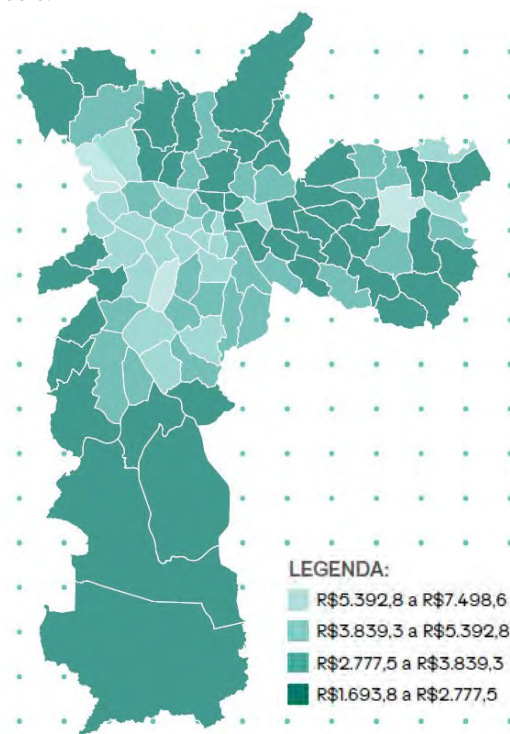 LEGENDA:
R$5.392,8 a R$7.498,6
R$3.839,3 a R$5.392,8
R$2.777,5 a R$3.839,3
R$1.693,8 a R$2.777,5